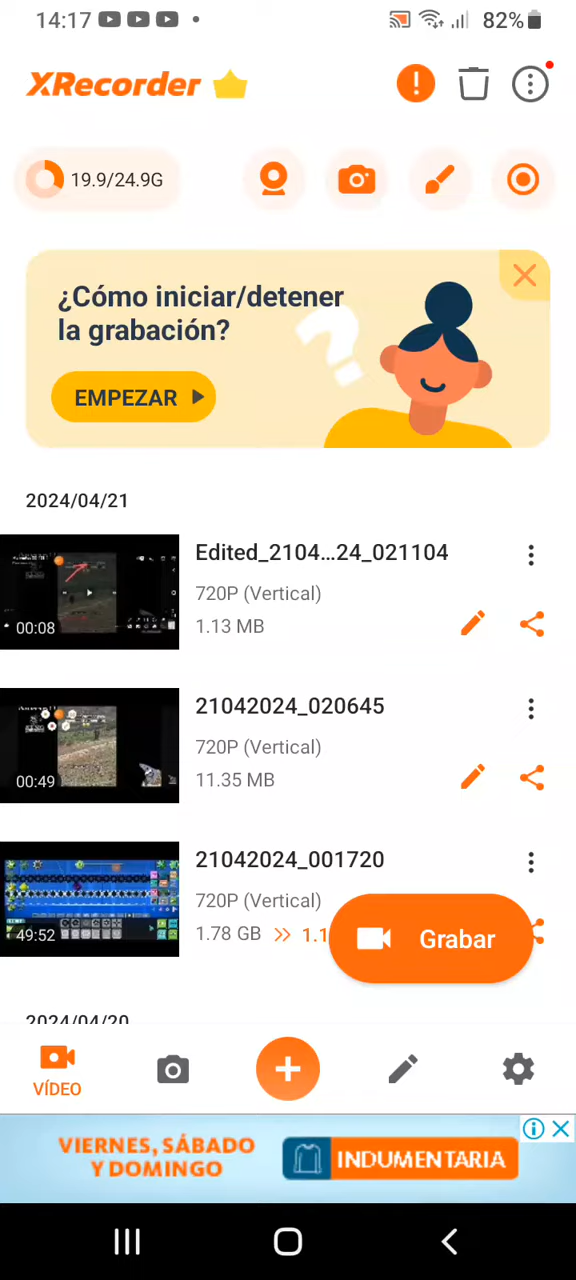 14:17
82%
XRecorder
19.9/24.9G
¿Cómo iniciar/detener
la grabación?
EMPEZAR
2024/04/21
Edited_2104...24_021104
720P (Vertical)
1.13 MB
00:08
21042024_020645
720P (Vertical)
11.35 MB
00:49
21042024_001720
720P (Vertical)
1.78 GB >> 1.1
49:52
Grabar
2024/04/20
VÍDEO
VIERNES, SÁBADO
Y DOMINGO
INDUMENTARIA